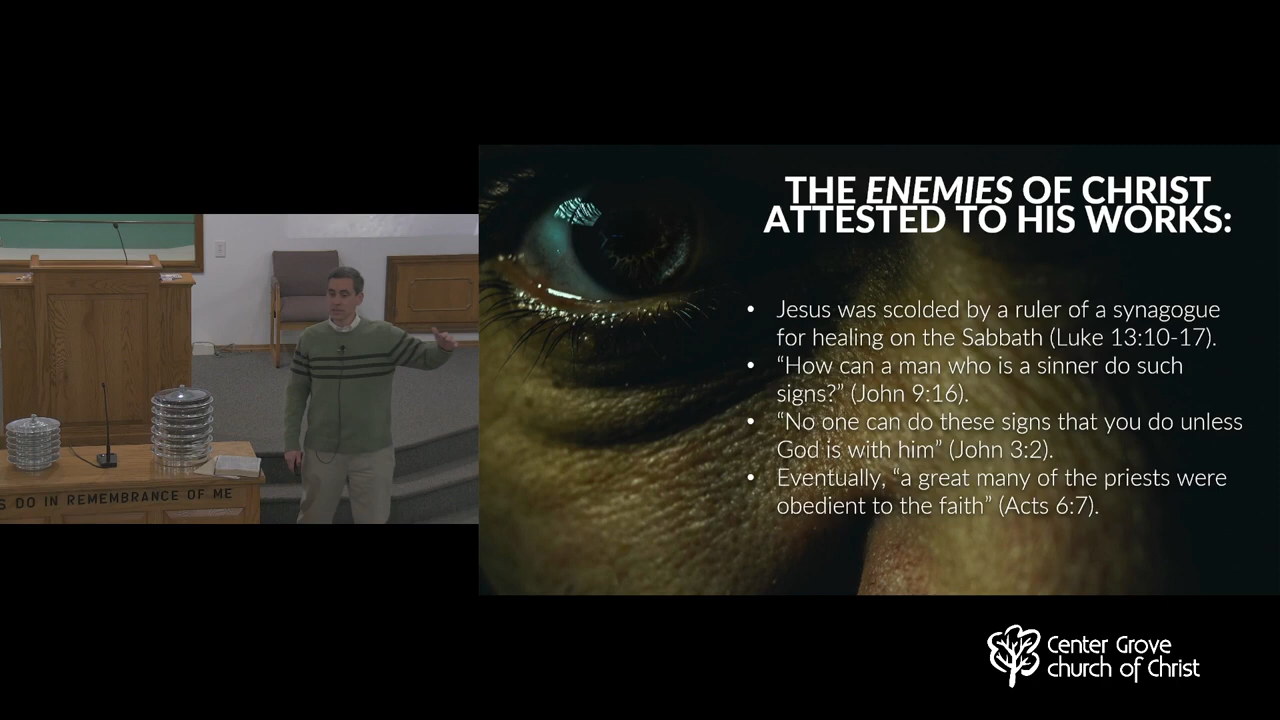 THE ENEMIES OF CHRIST
ATTESTED TO HIS WORKS:
• Jesus was scolded by a ruler of a synagogue
for healing on the Sabbath (Luke 13:10-17).
• “How can a man who is a sinner do such
signs?” (John 9:16).
• “No one can do these signs that you do unless
God is with him” (John 3:2).
• Eventually, “a great many of the priests were
obedient to the faith” (Acts 6:7).
S DO IN REMEMBRANCE OF ME
Center Grove
church of Christ